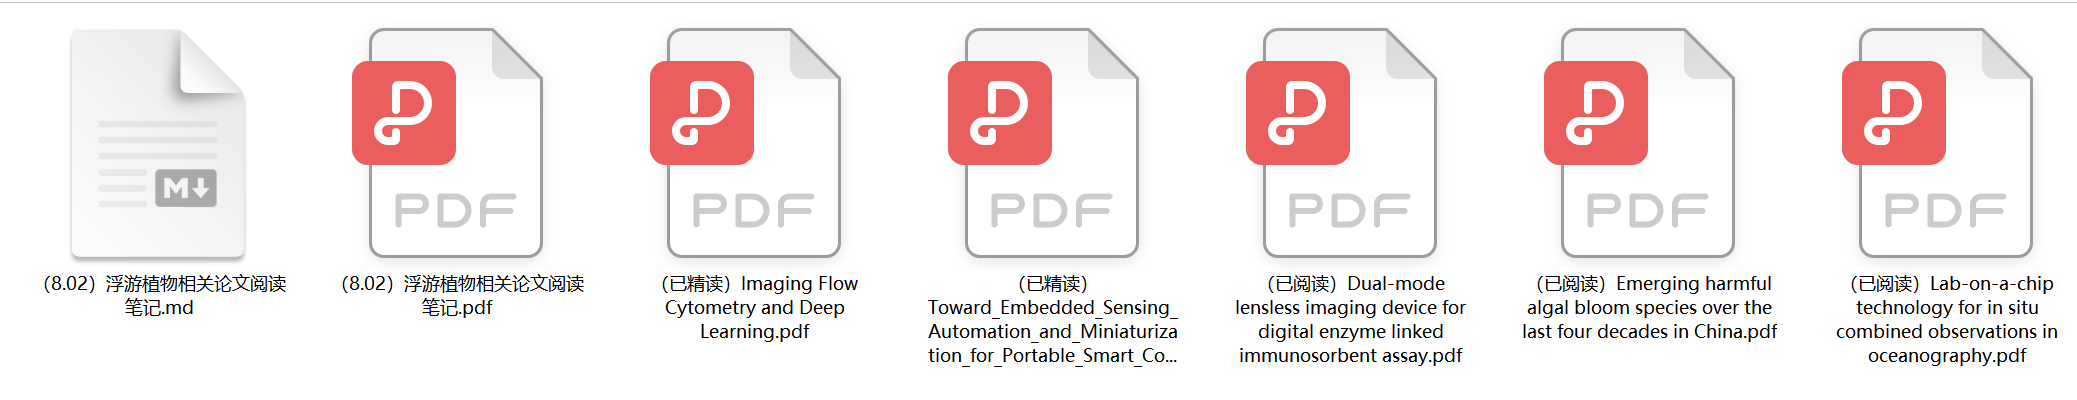 M↓
PDF
PDF
PDF
PDF
PDF
PDF
（8.02）浮游植物相关论文阅读
笔记.md
（8.02）浮游植物相关论文阅读
笔记.pdf
（已精读）Imaging Flow
Cytometry and Deep
Learning.pdf
（已精读）
Toward_Embedded_Sensing_
Automation_and_Miniaturiza
tion_for_Portable_Smart_Co...
（已阅读）Dual-mode
lensless imaging device for
digital enzyme linked
immunosorbent assay.pdf
（已阅读）Emerging harmful
algal bloom species over the
last four decades in China.pdf
（已阅读）Lab-on-a-chip
technology for in situ
combined observations in
oceanography.pdf